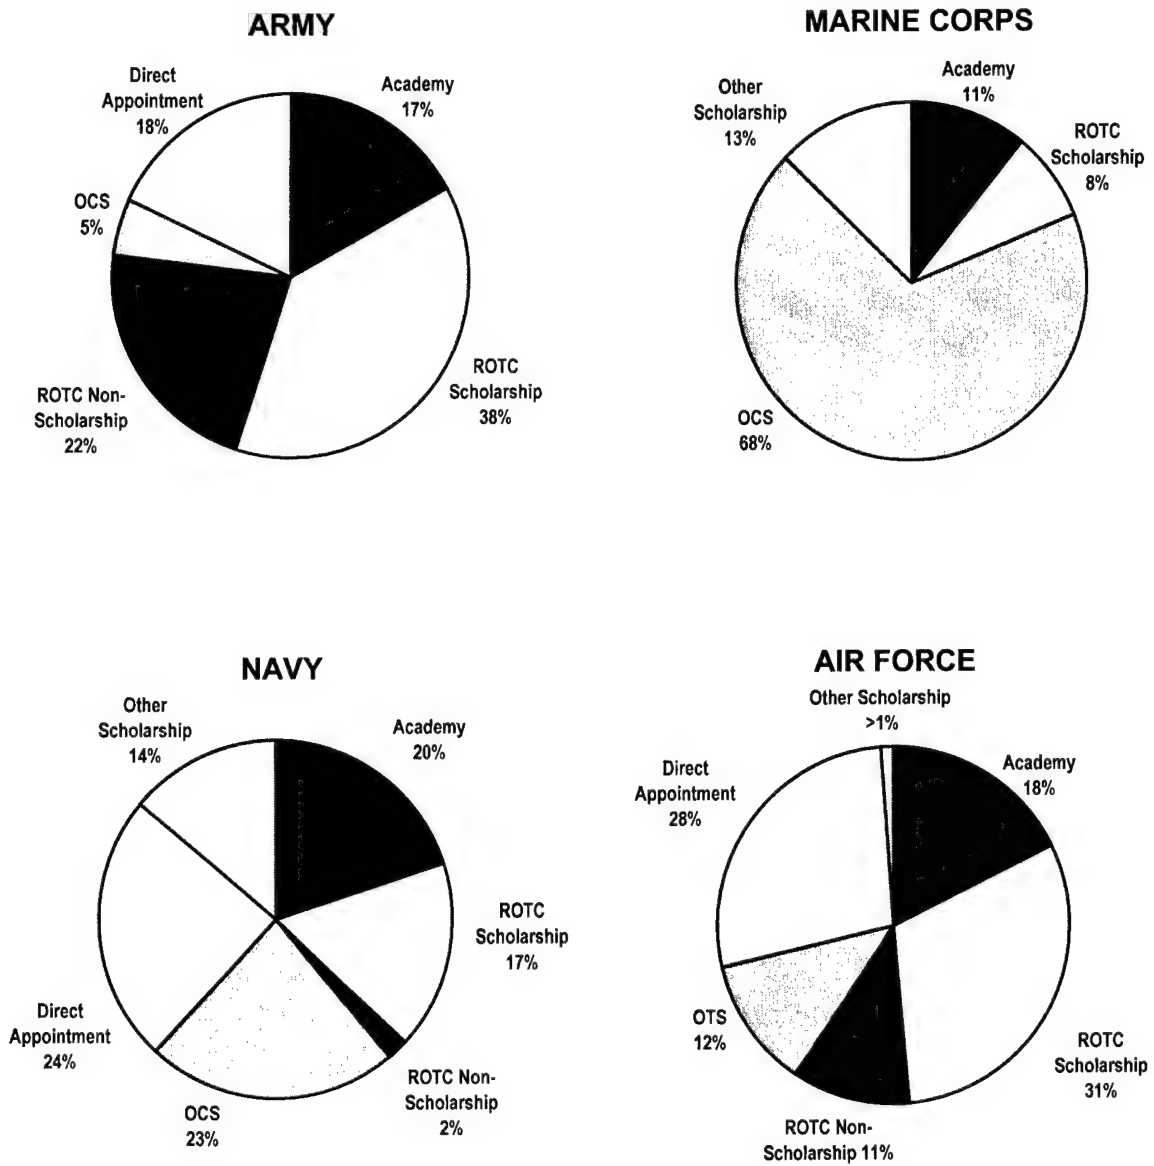 ARMY
Direct
Appointment
18%
Academy
17%
OCS
5%
ROTC
Scholarship
38%
ROTC Non-
Scholarship
22%
MARINE CORPS
Other
Scholarship
13%
Academy
11%
ROTC
Scholarship
8%
OCS
68%
NAVY
Other
Scholarship
14%
Academy
20%
ROTC
Scholarship
17%
Direct
Appointment
24%
OCS
23%
ROTC Non-
Scholarship
2%
AIR FORCE
Other Scholarship
>1%
Direct
Appointment
28%
Academy
18%
OTS
12%
ROTC
Scholarship
31%
ROTC Non-
Scholarship 11%